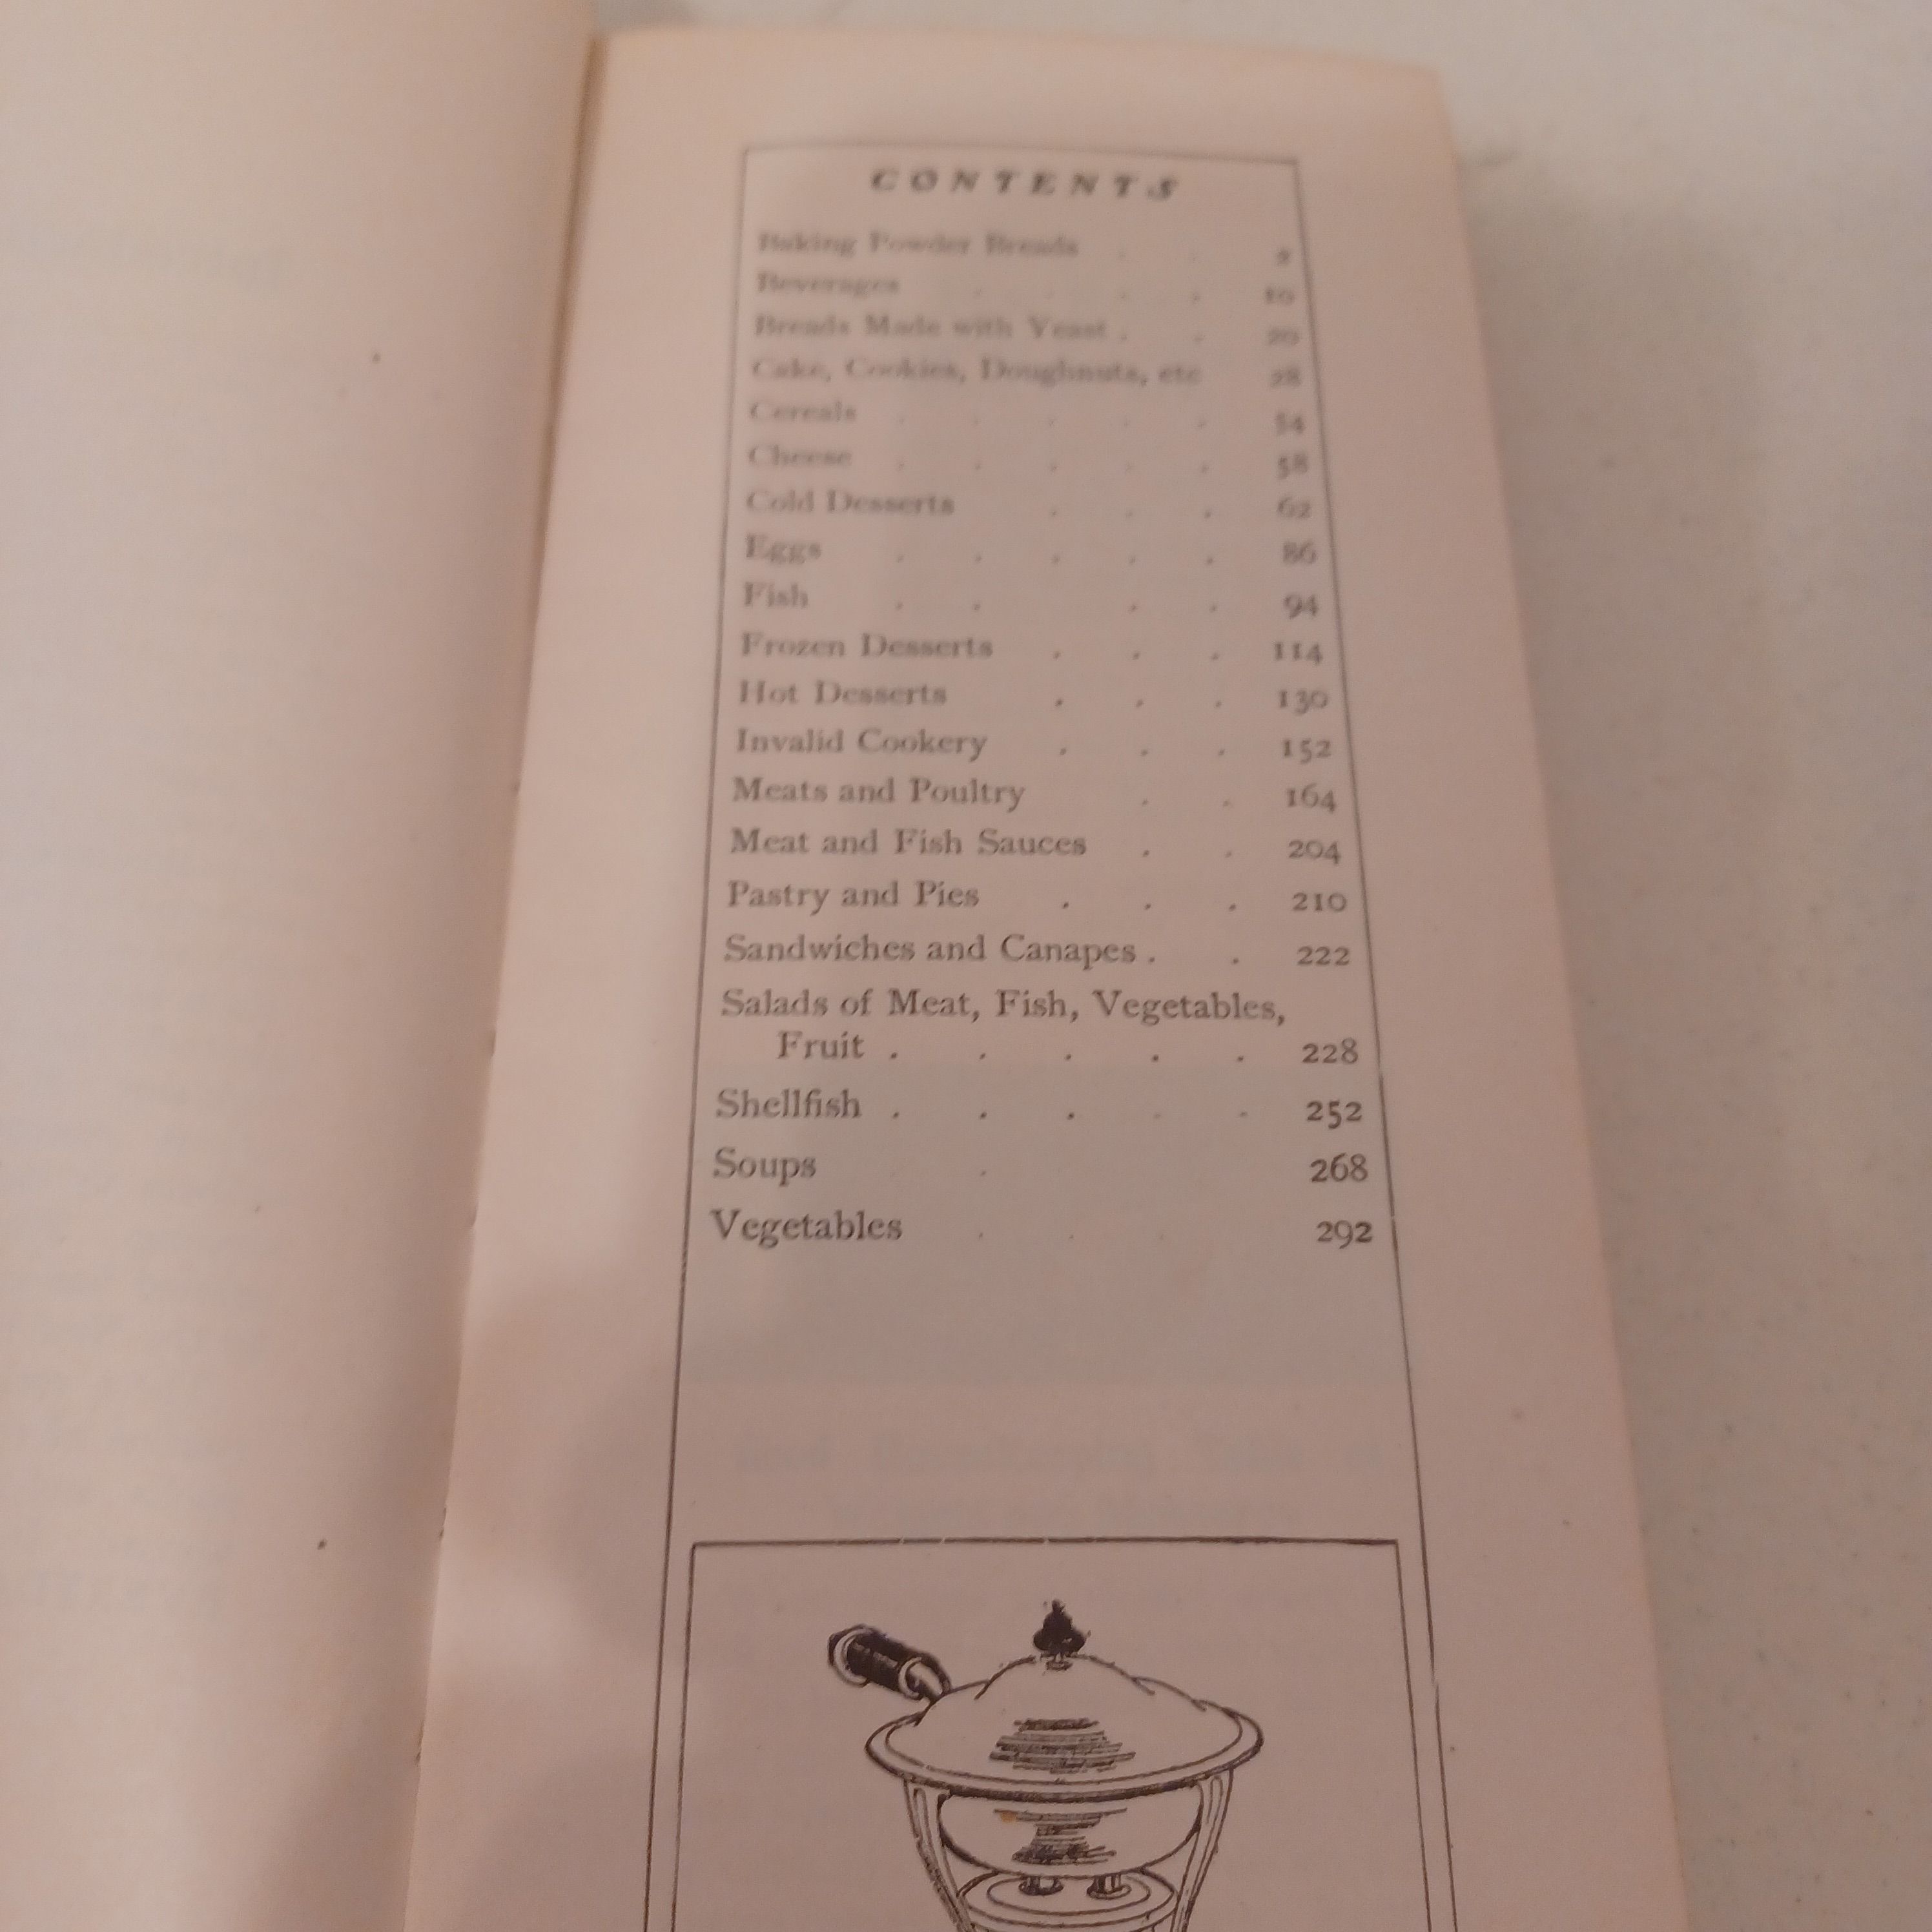 CONTENTS
Baking Powder Breads . .
Beverages . . . . 10
Breads Made with Yeast . . 20
Cake, Cookies, Doughnuts, etc 28
Cereals . . . . . 54
Cheese . . . . . 58
Cold Desserts . . . 62
Eggs . . . . . 86
Fish . . . . 94
Frozen Desserts . . . 114
Hot Desserts . . . 130
Invalid Cookery . . . 152
Meats and Poultry . . 164
Meat and Fish Sauces . . 204
Pastry and Pies . . . 210
Sandwiches and Canapes . . 222
Salads of Meat, Fish, Vegetables,
Fruit . . . . . 228
Shellfish . . . . . 252
Soups . 268
Vegetables . . . 292